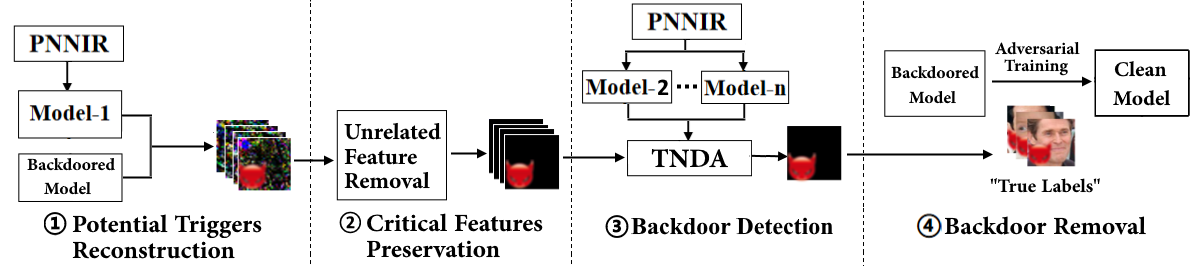 PNNIR
Model-1
Backdoored
Model
① Potential Triggers
Reconstruction
Unrelated
Feature
Removal
② Critical Features
Preservation
PNNIR
Model-2 ··· Model-n
TNDA
③ Backdoor Detection
Backdoored
Model
Adversarial
Training
Clean
Model
"True Labels"
④ Backdoor Removal